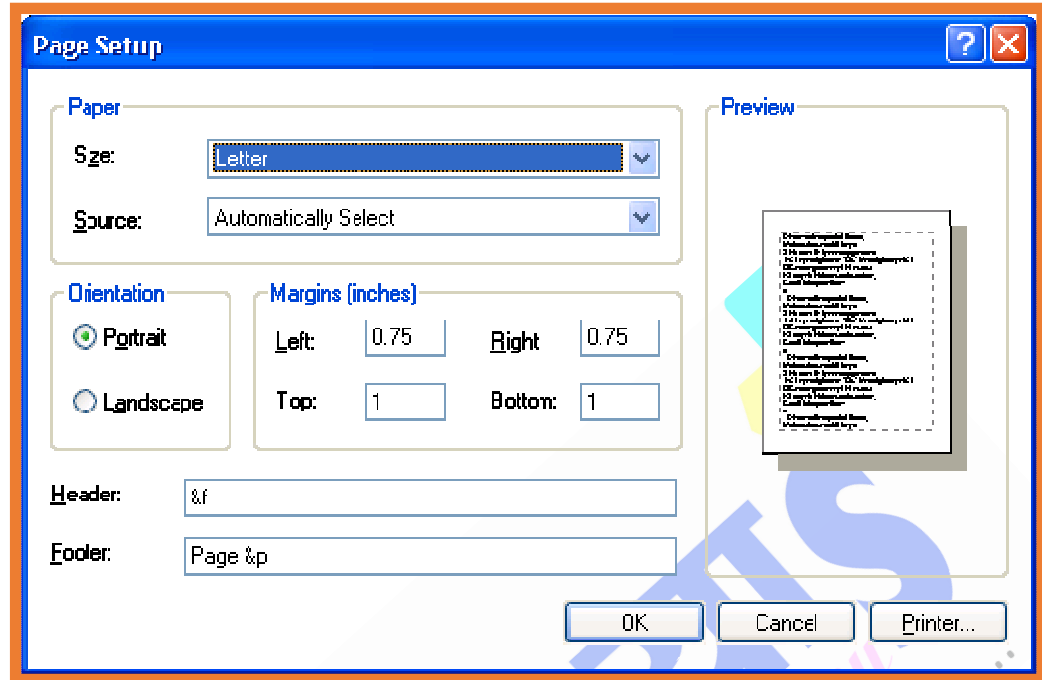 Page Setup
Paper
Size:
Letter
Source:
Automatically Select
Orientation
Portrait
Landscape
Margins (inches)
Left:
0.75
Right
0.75
Top:
1
Bottom:
1
Header:
&f
Footer:
Page &p
Preview
OK
Cancel
Printer...